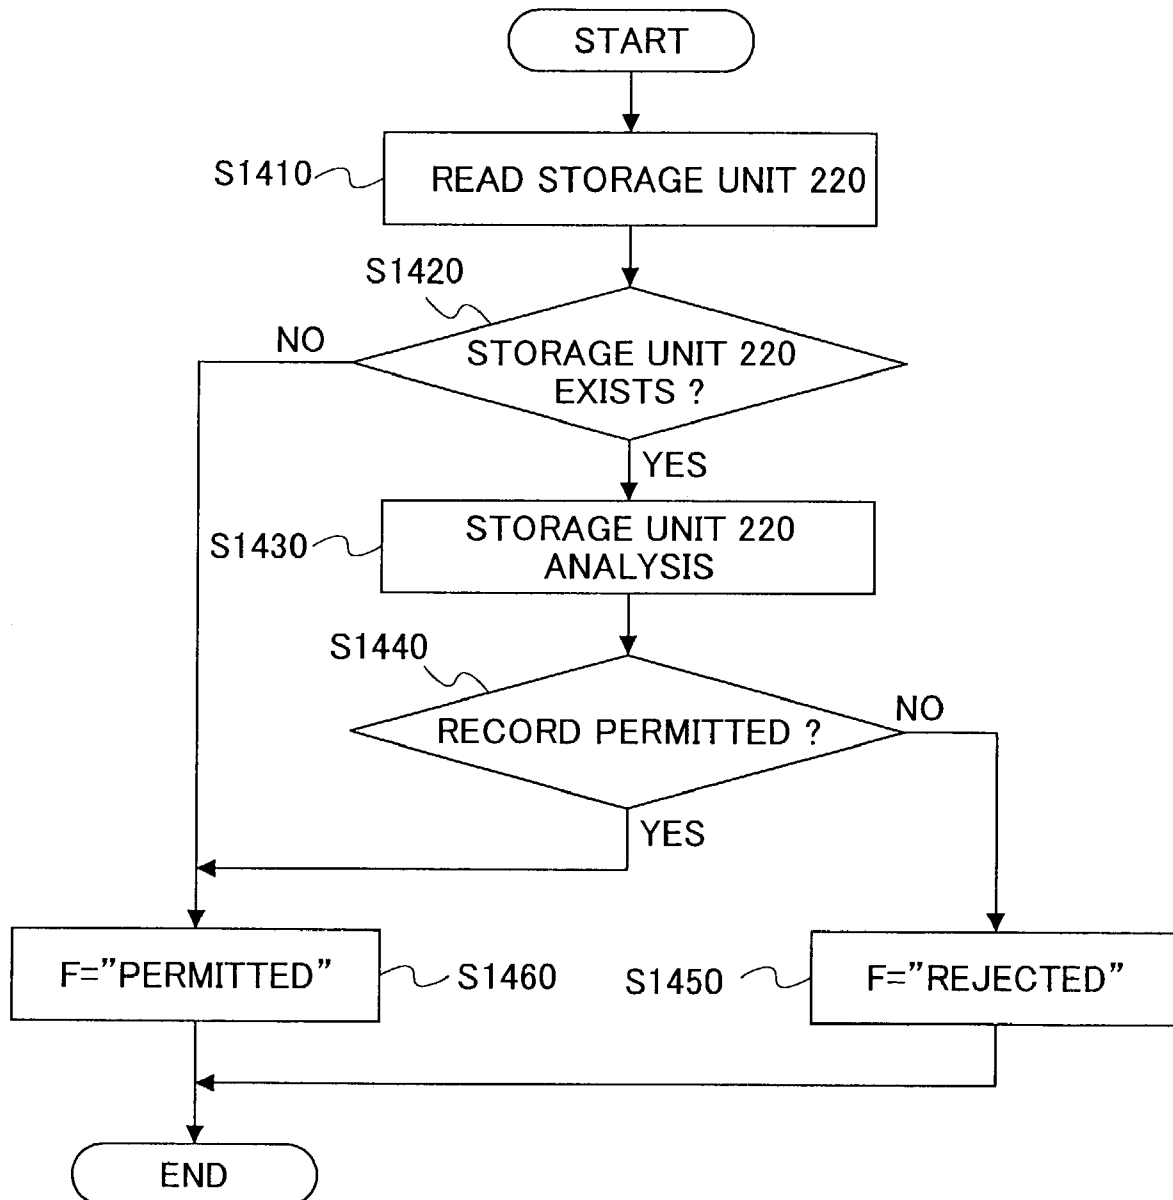 START
S1410
READ STORAGE UNIT 220
S1420
NO
STORAGE UNIT 220
EXISTS ?
YES
S1430
STORAGE UNIT 220
ANALYSIS
S1440
RECORD PERMITTED ?
NO
YES
F="PERMITTED"
S1460
S1450
F="REJECTED"
END